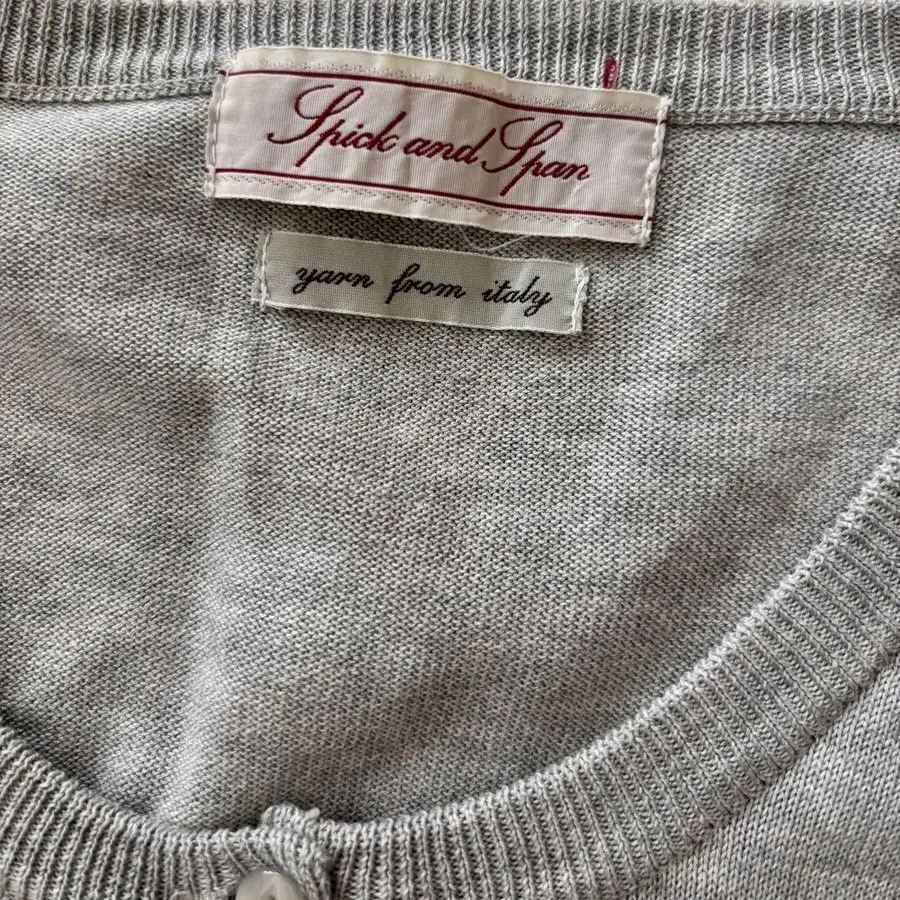 Spick and Span
yarn from italy